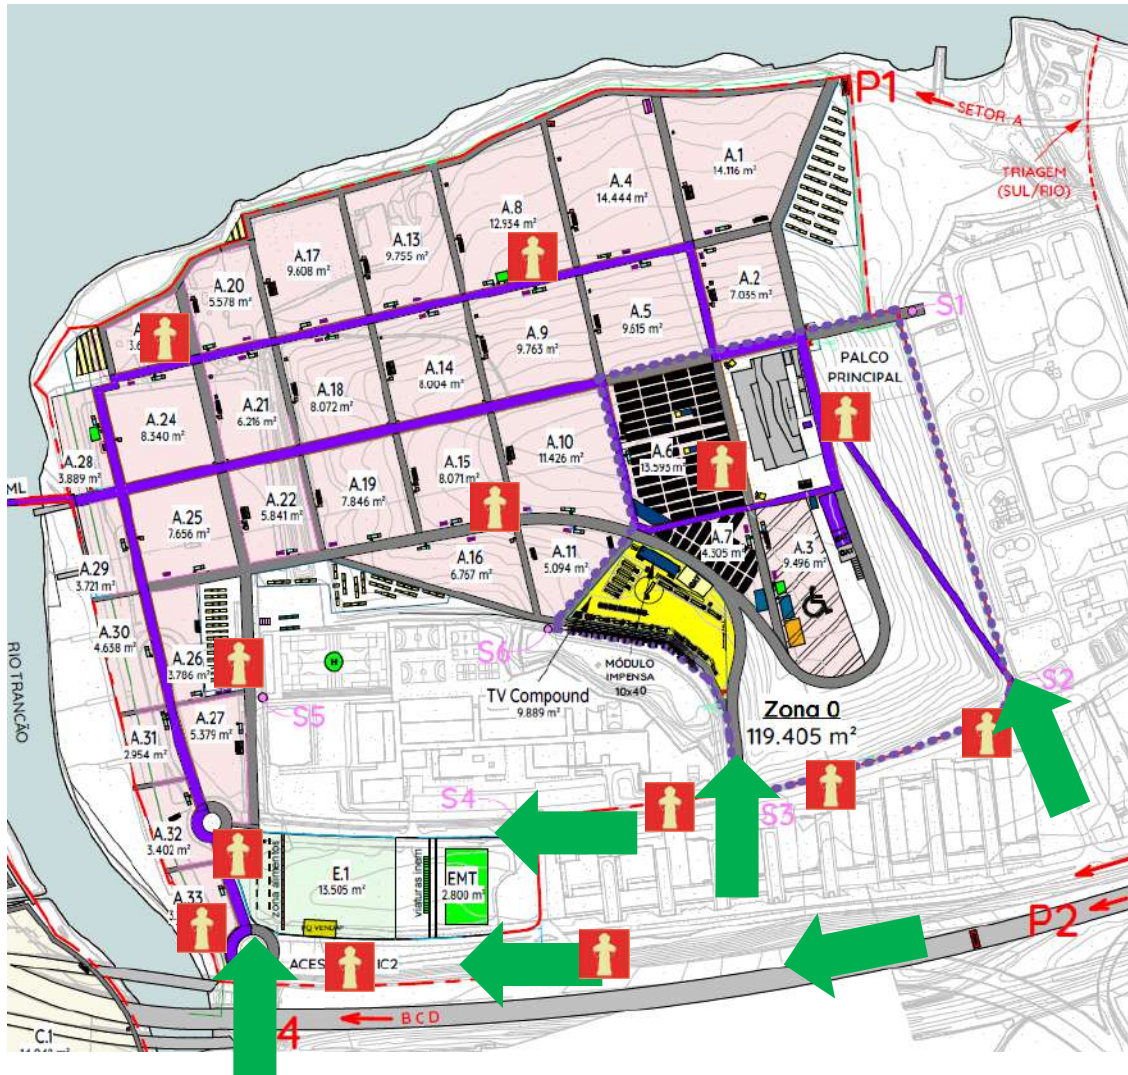 P1
SETOR A
TRIAGEM
(SUL/RIO)
A.1
14.116 m²
A.4
14.444 m²
A.8
12.934 m²
A.13
9.755 m²
A.17
9.608 m²
A.20
5.578 m²
A.2
7.035 m²
A.5
9.615 m²
A.9
9.763 m²
A.14
8.004 m²
A.18
8.072 m²
A.21
6.216 m²
A.24
8.340 m²
A.28
3.889 m²
ML
S1
PALCO
PRINCIPAL
A.6
13.593 m²
A.10
11.426 m²
A.15
8.071 m²
A.19
7.846 m²
A.22
5.841 m²
A.25
7.656 m²
A.29
3.721 m²
A.7
4.305 m²
A.3
9.496 m²
A.11
5.094 m²
A.16
6.767 m²
A.30
4.638 m²
A.26
3.786 m²
H
S6
MÓDULO
IMPENSA
10x40
TV Compound
9.889 m²
Zona 0
119.405 m²
S2
S5
A.27
5.379 m²
A.31
2.954 m²
RIO TRANCÃO
S4
S3
A.32
3.402 m²
A.33
zona alimentos
E.1
13.505 m²
viaturas inem
EMT
2.800 m²
PQ VENDAP
ACES
IC2
P2
B C D
4
C.1